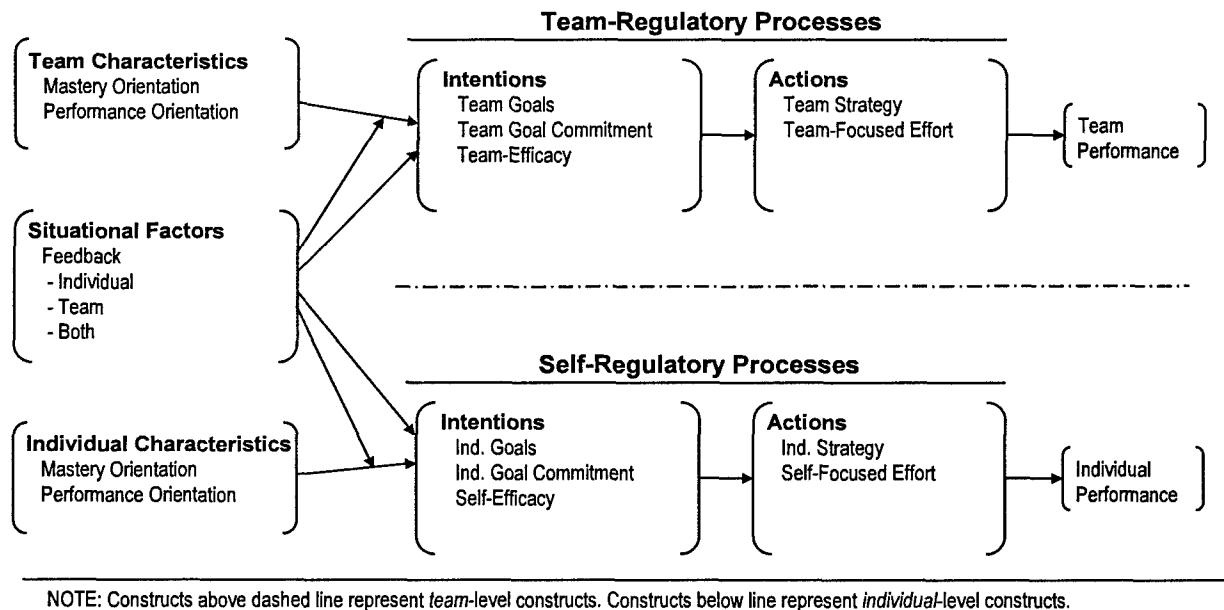 Team-Regulatory Processes
Team Characteristics
Mastery Orientation
Performance Orientation
Intentions
Team Goals
Team Goal Commitment
Team-Efficacy
Actions
Team Strategy
Team-Focused Effort
Team
Performance
Situational Factors
Feedback
- Individual
- Team
- Both
Self-Regulatory Processes
Individual Characteristics
Mastery Orientation
Performance Orientation
Intentions
Ind. Goals
Ind. Goal Commitment
Self-Efficacy
Actions
Ind. Strategy
Self-Focused Effort
Individual
Performance
NOTE: Constructs above dashed line represent team-level constructs. Constructs below line represent individual-level constructs.